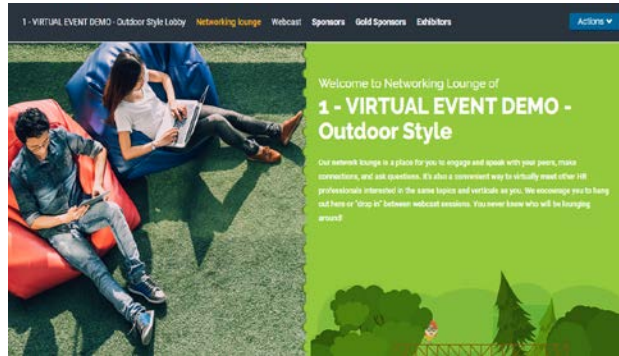 1 - VIRTUAL EVENT DEMO - Outdoor Style Lobby Networking lounge Webcast Sponsors Gold Sponsors Exhibitors Actions
Welcome to Networking Lounge of
1 - VIRTUAL EVENT DEMO -
Outdoor Style
Our network lounge is a place for you to engage and speak with your peers, make
connections, and ask questions. It's also a convenient way to virtually meet other HR
professionals interested in the same topics and verticals as you. We encourage you to hang
out here or "drop in" between webcast sessions. You never know who will be lounging
around!